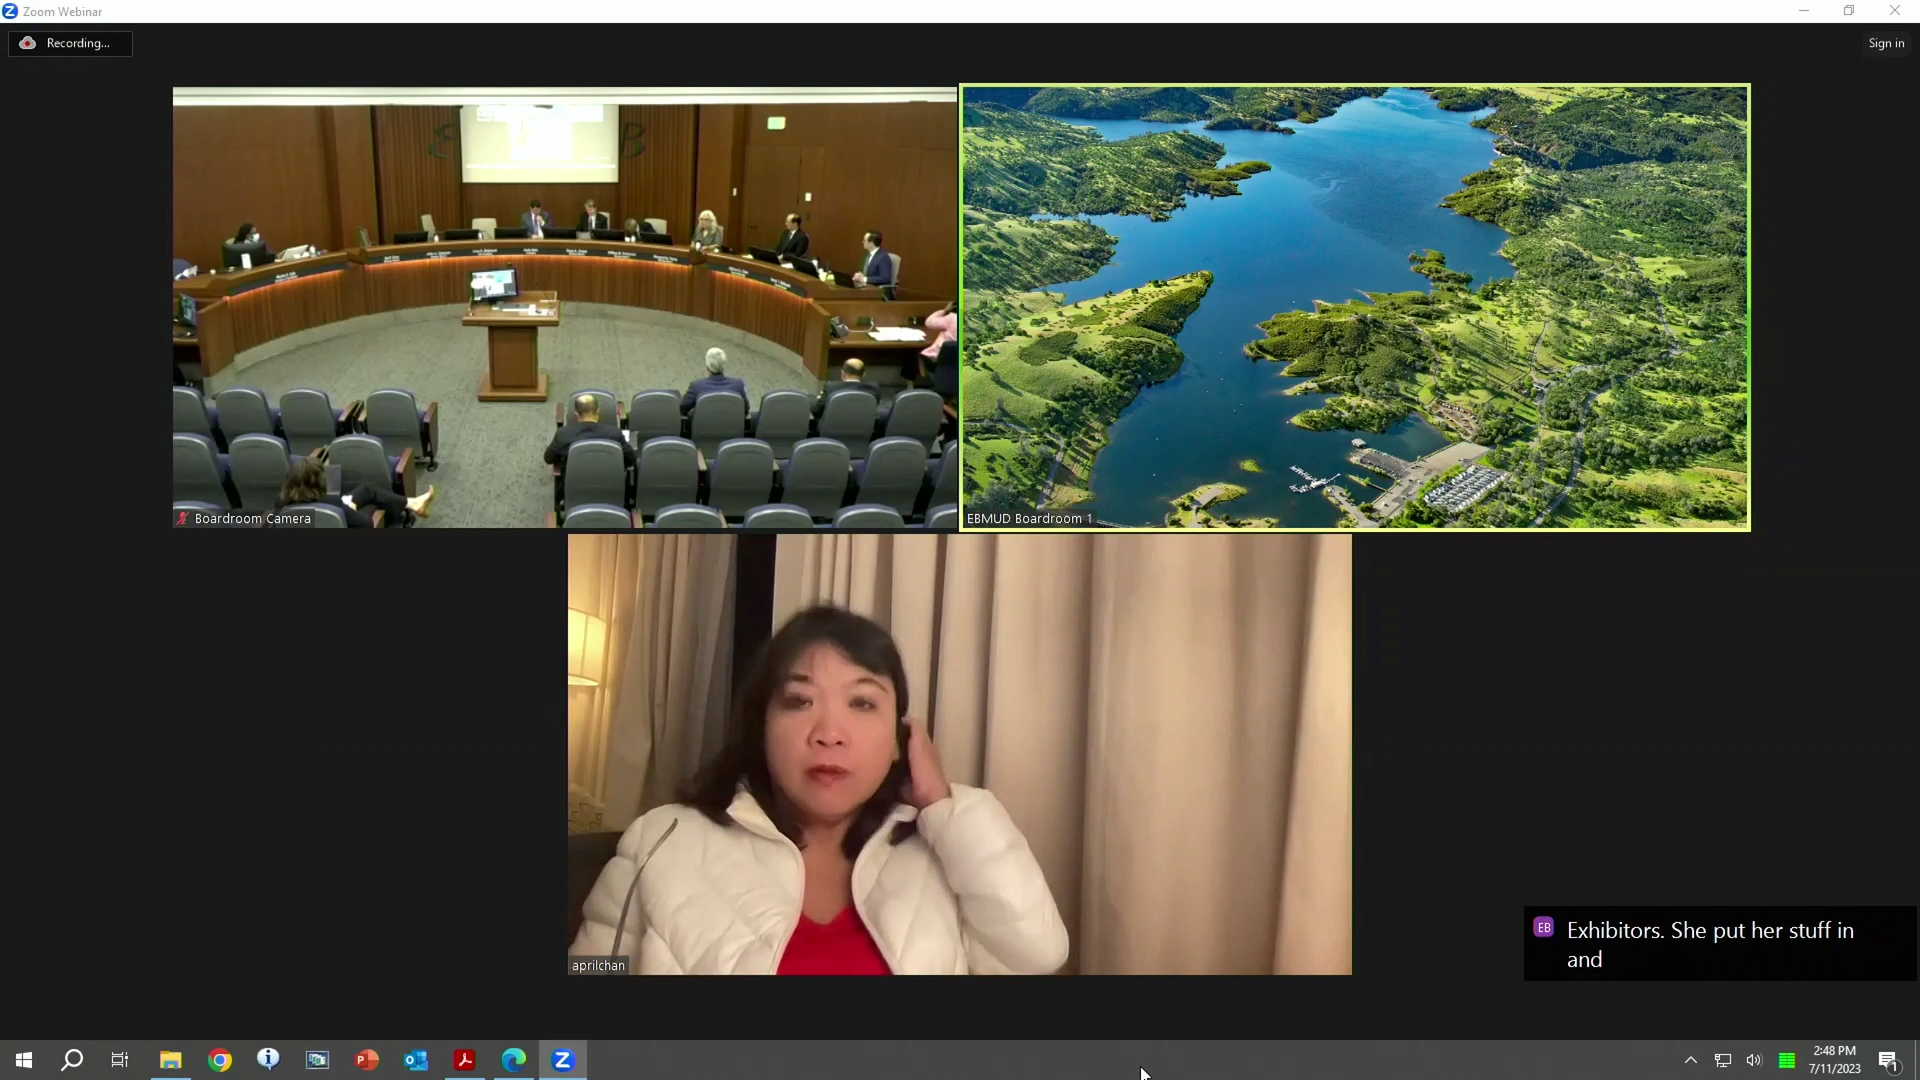 Zoom Webinar
Recording...
Sign in
Boardroom Camera
EBMUD Boardroom 1
aprilchan
EB
Exhibitors. She put her stuff in
and
2:48 PM
7/11/2023
1